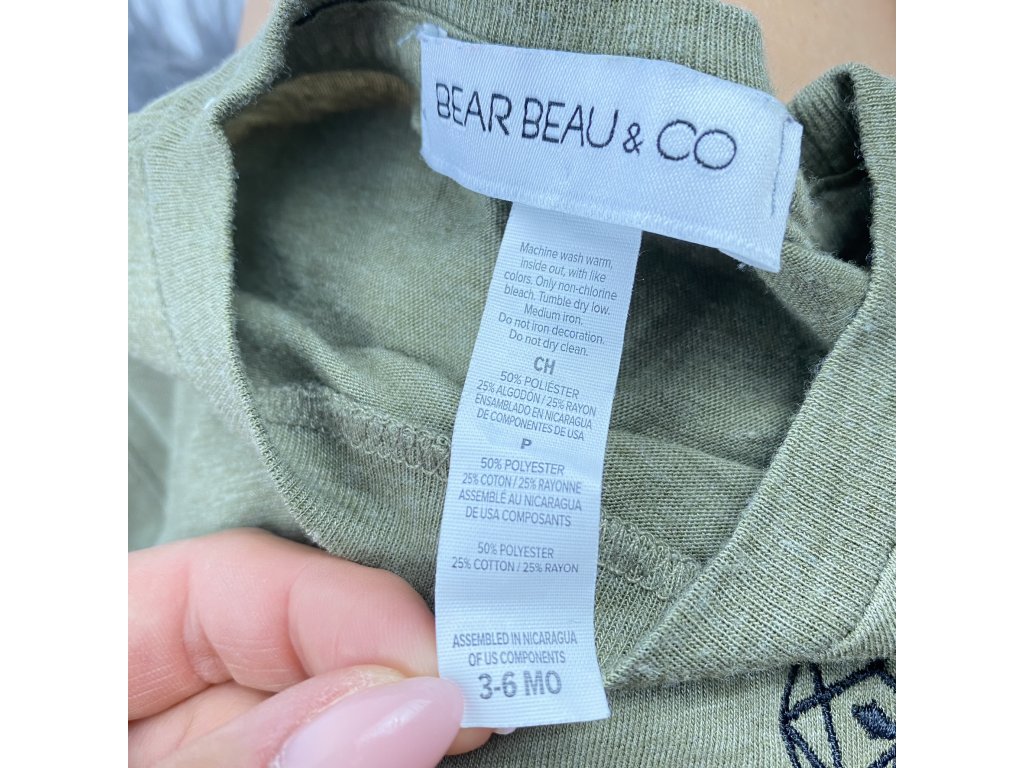 BEAR BEAU & CO
Machine wash warm,
inside out, with like
colors. Only non-chlorine
bleach. Tumble dry low.
Medium iron.
Do not iron decoration.
Do not dry clean.
CH
50% POLIÉSTER
25% ALGODÓN / 25% RAYON
ENSAMBLADO EN NICARAGUA
DE COMPONENTES DE USA
P
50% POLYESTER
25% COTON / 25% RAYONNE
ASSEMBLÉ AU NICARAGUA
DE USA COMPOSANTS
50% POLYESTER
25% COTTON / 25% RAYON
ASSEMBLED IN NICARAGUA
OF US COMPONENTS
3-6 MO